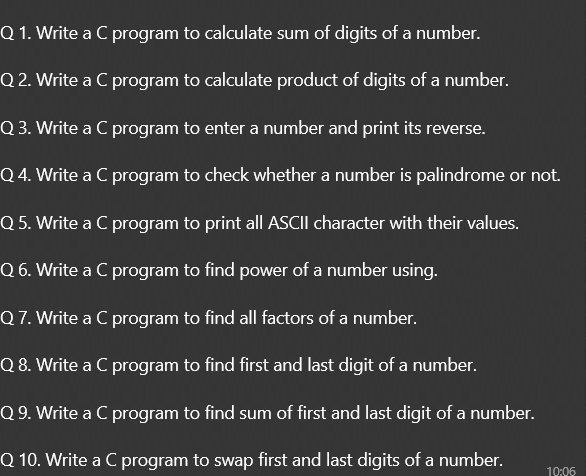 Q 1. Write a C program to calculate sum of digits of a number.
Q 2. Write a C program to calculate product of digits of a number.
Q 3. Write a C program to enter a number and print its reverse.
Q 4. Write a C program to check whether a number is palindrome or not.
Q 5. Write a C program to print all ASCII character with their values.
Q 6. Write a C program to find power of a number using.
Q 7. Write a C program to find all factors of a number.
Q 8. Write a C program to find first and last digit of a number.
Q 9. Write a C program to find sum of first and last digit of a number.
Q 10. Write a C program to swap first and last digits of a number.
10:06